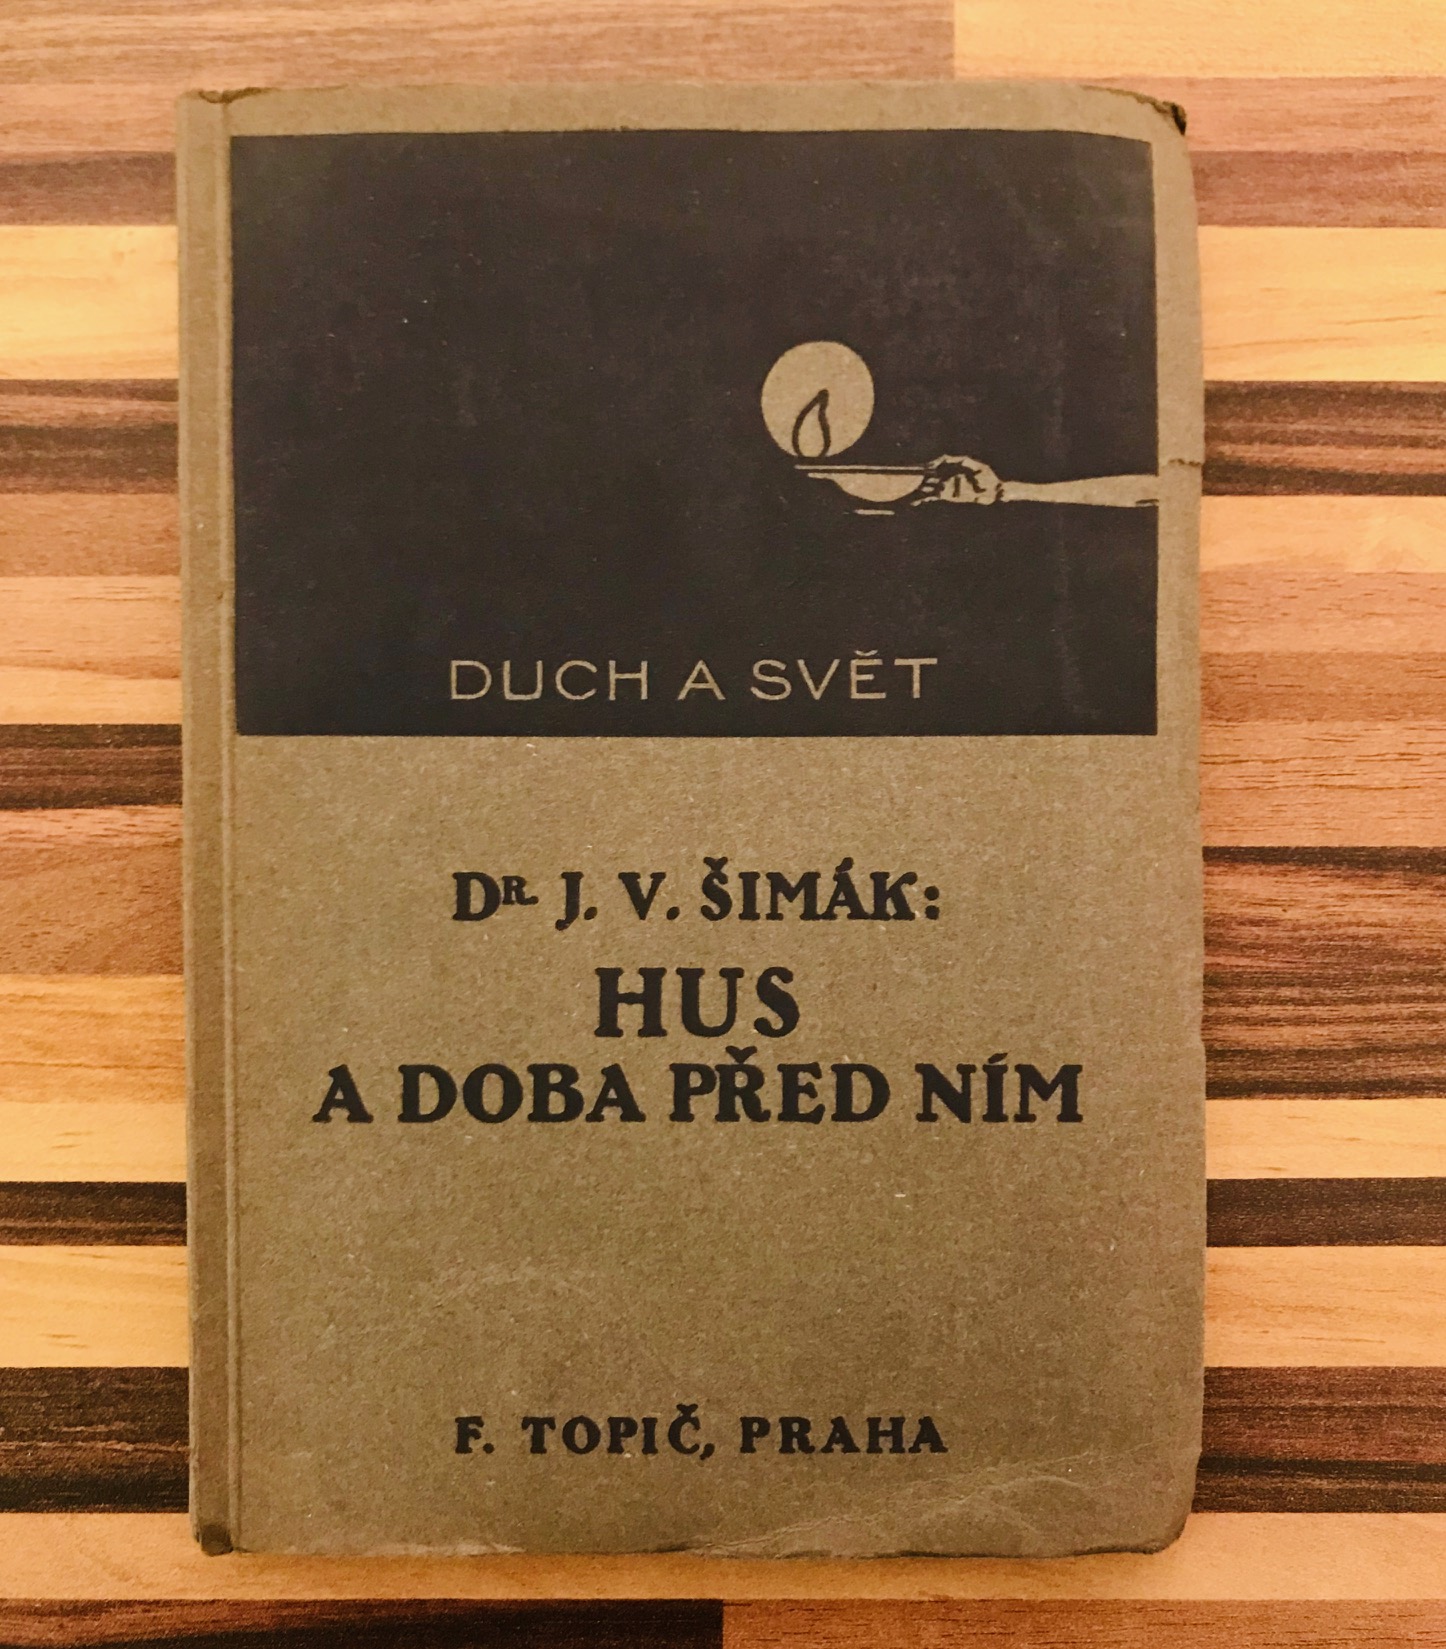 DUCH A SVĚT
DR. J. V. ŠIMÁK:
HUS
A DOBA PŘED NÍM
F. TOPIČ, PRAHA